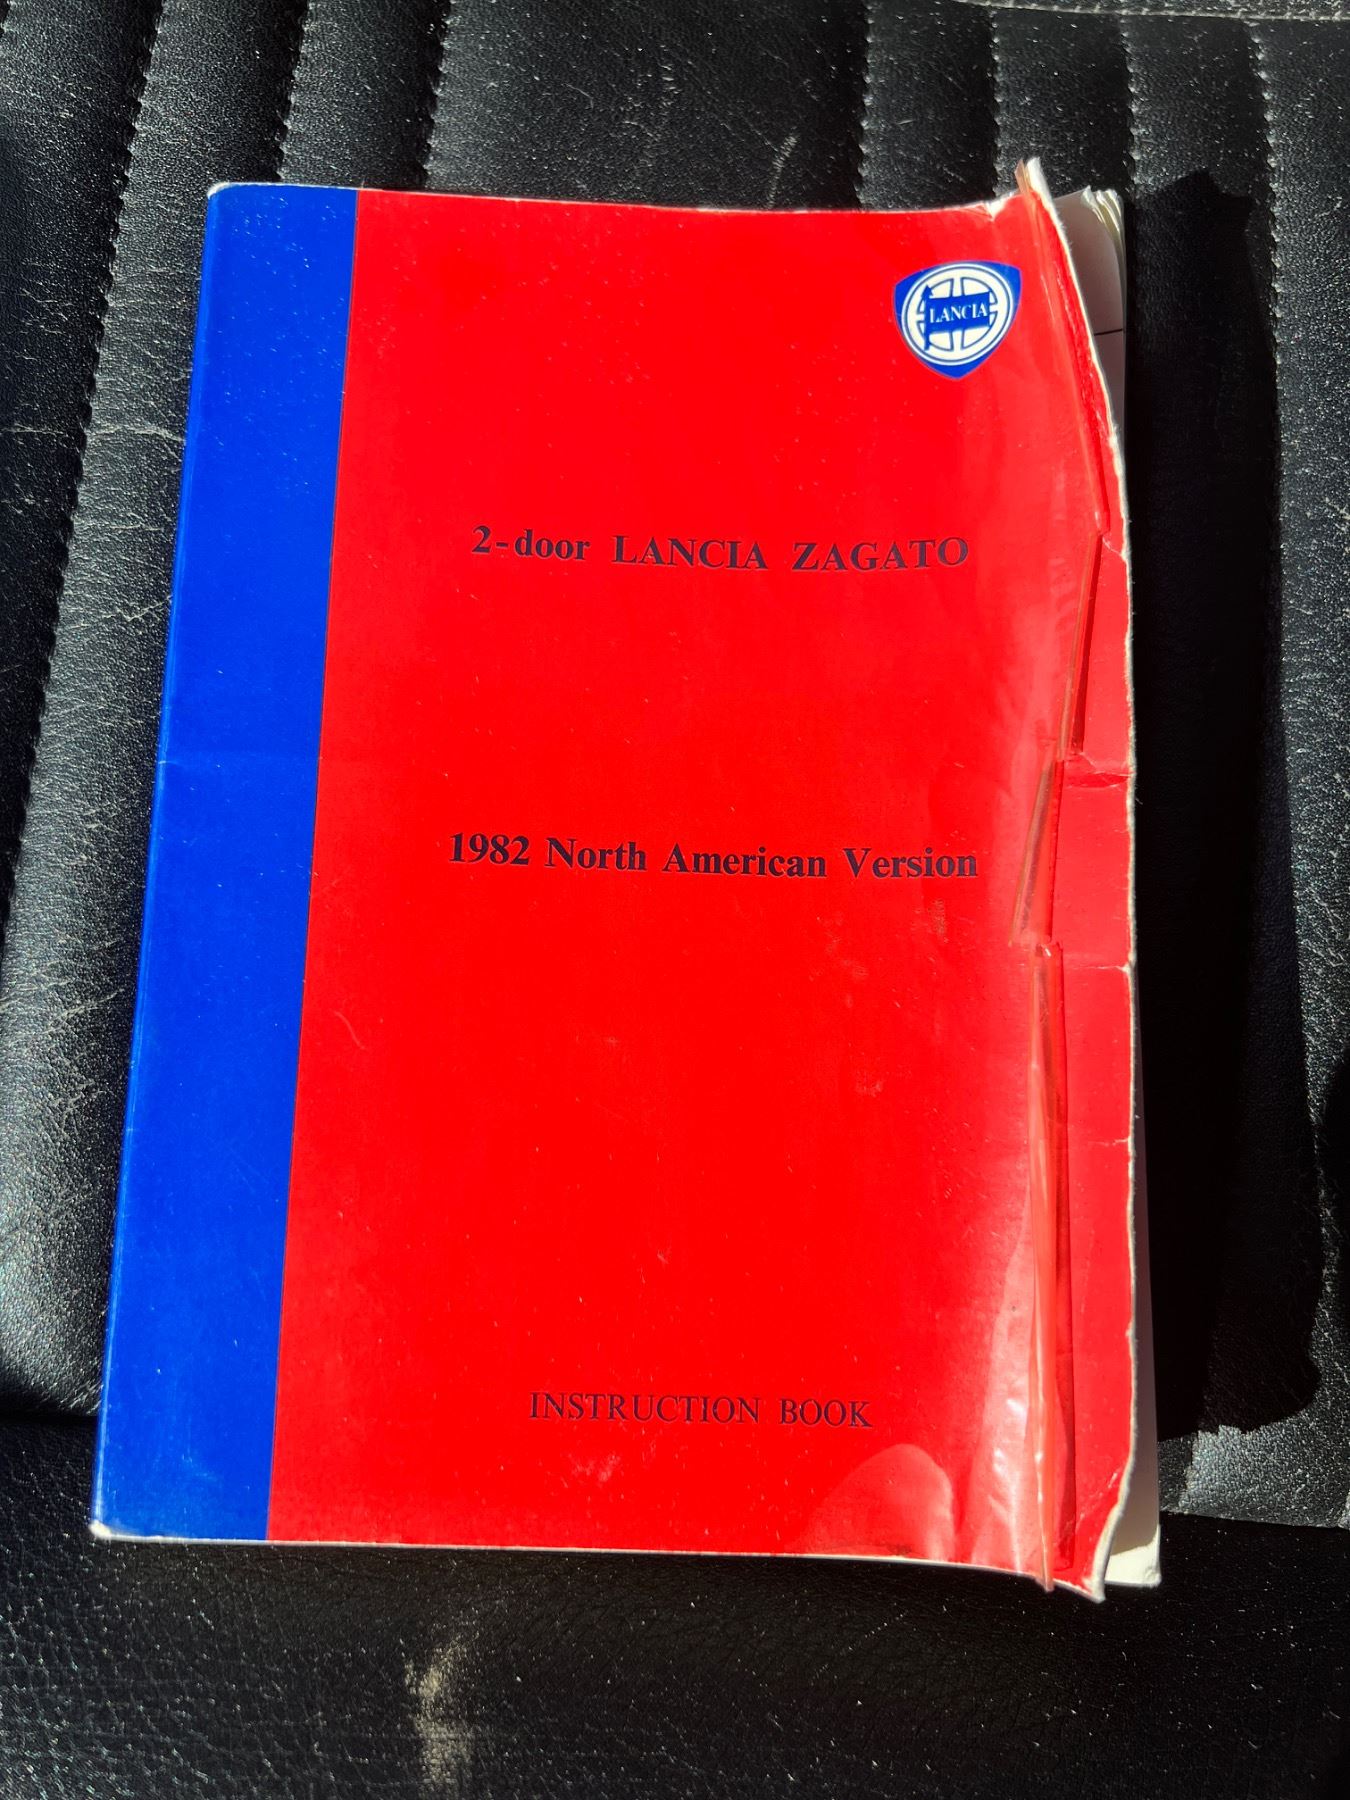 LANCIA
2-door LANCIA ZAGATO
1982 North American Version
INSTRUCTION BOOK